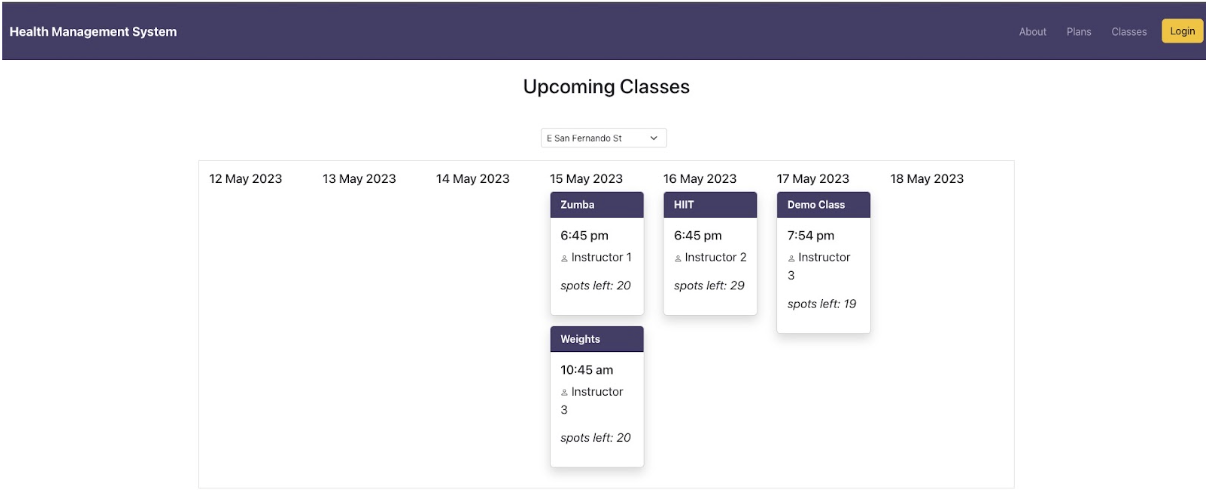 Health Management System
About Plans Classes Login
Upcoming Classes
E San Fernando St
12 May 2023
13 May 2023
14 May 2023
15 May 2023
Zumba
6:45 pm
Instructor 1
spots left: 20
Weights
10:45 am
Instructor
3
spots left: 20
16 May 2023
HIIT
6:45 pm
Instructor 2
spots left: 29
17 May 2023
Demo Class
7:54 pm
Instructor
3
spots left: 19
18 May 2023